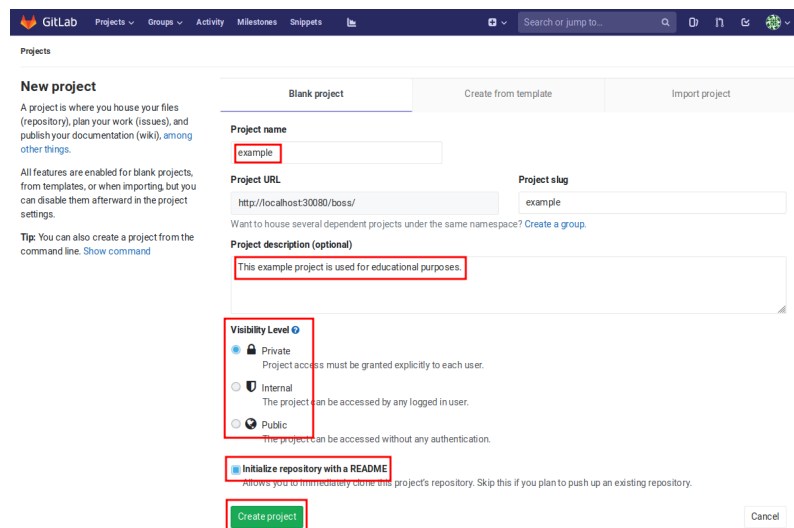 GitLab Projects Groups Activity Milestones Snippets Search or jump to...
Projects
New project
A project is where you house your files
(repository), plan your work (issues), and
publish your documentation (wiki), among
other things.
All features are enabled for blank projects,
from templates, or when importing, but you
can disable them afterward in the project
settings.
Tip: You can also create a project from the
command line. Show command
Blank project Create from template Import project
Project name
example
Project URL Project slug
http://localhost:30080/boss/ example
Want to house several dependent projects under the same namespace? Create a group.
Project description (optional)
This example project is used for educational purposes.
Visibility Level
Private
Project access must be granted explicitly to each user.
Internal
The project can be accessed by any logged in user.
Public
The project can be accessed without any authentication.
Initialize repository with a README
Allows you to immediately clone this project's repository. Skip this if you plan to push up an existing repository.
Create project Cancel